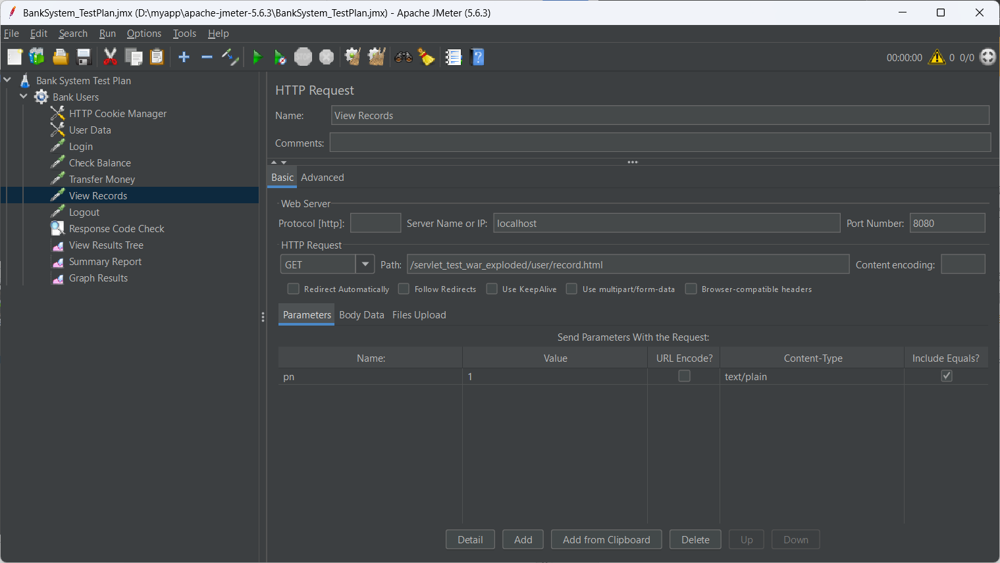 BankSystem_TestPlan.jmx (D:\myapp\apache-jmeter-5.6.3\BankSystem_TestPlan.jmx) - Apache JMeter (5.6.3)
File Edit Search Run Options Tools Help
STOP
?
00:00:00 0 0/0
Bank System Test Plan
Bank Users
HTTP Cookie Manager
User Data
Login
Check Balance
Transfer Money
View Records
Logout
Response Code Check
View Results Tree
Summary Report
Graph Results
HTTP Request
Name: View Records
Comments:
Basic Advanced
Web Server
Protocol [http]: Server Name or IP: localhost Port Number: 8080
HTTP Request
GET Path: /servlet_test_war_exploded/user/record.html Content encoding:
Redirect Automatically Follow Redirects Use KeepAlive Use multipart/form-data Browser-compatible headers
Parameters Body Data Files Upload
Send Parameters With the Request:
Name: Value URL Encode? Content-Type Include Equals?
pn 1 text/plain
Detail Add Add from Clipboard Delete Up Down